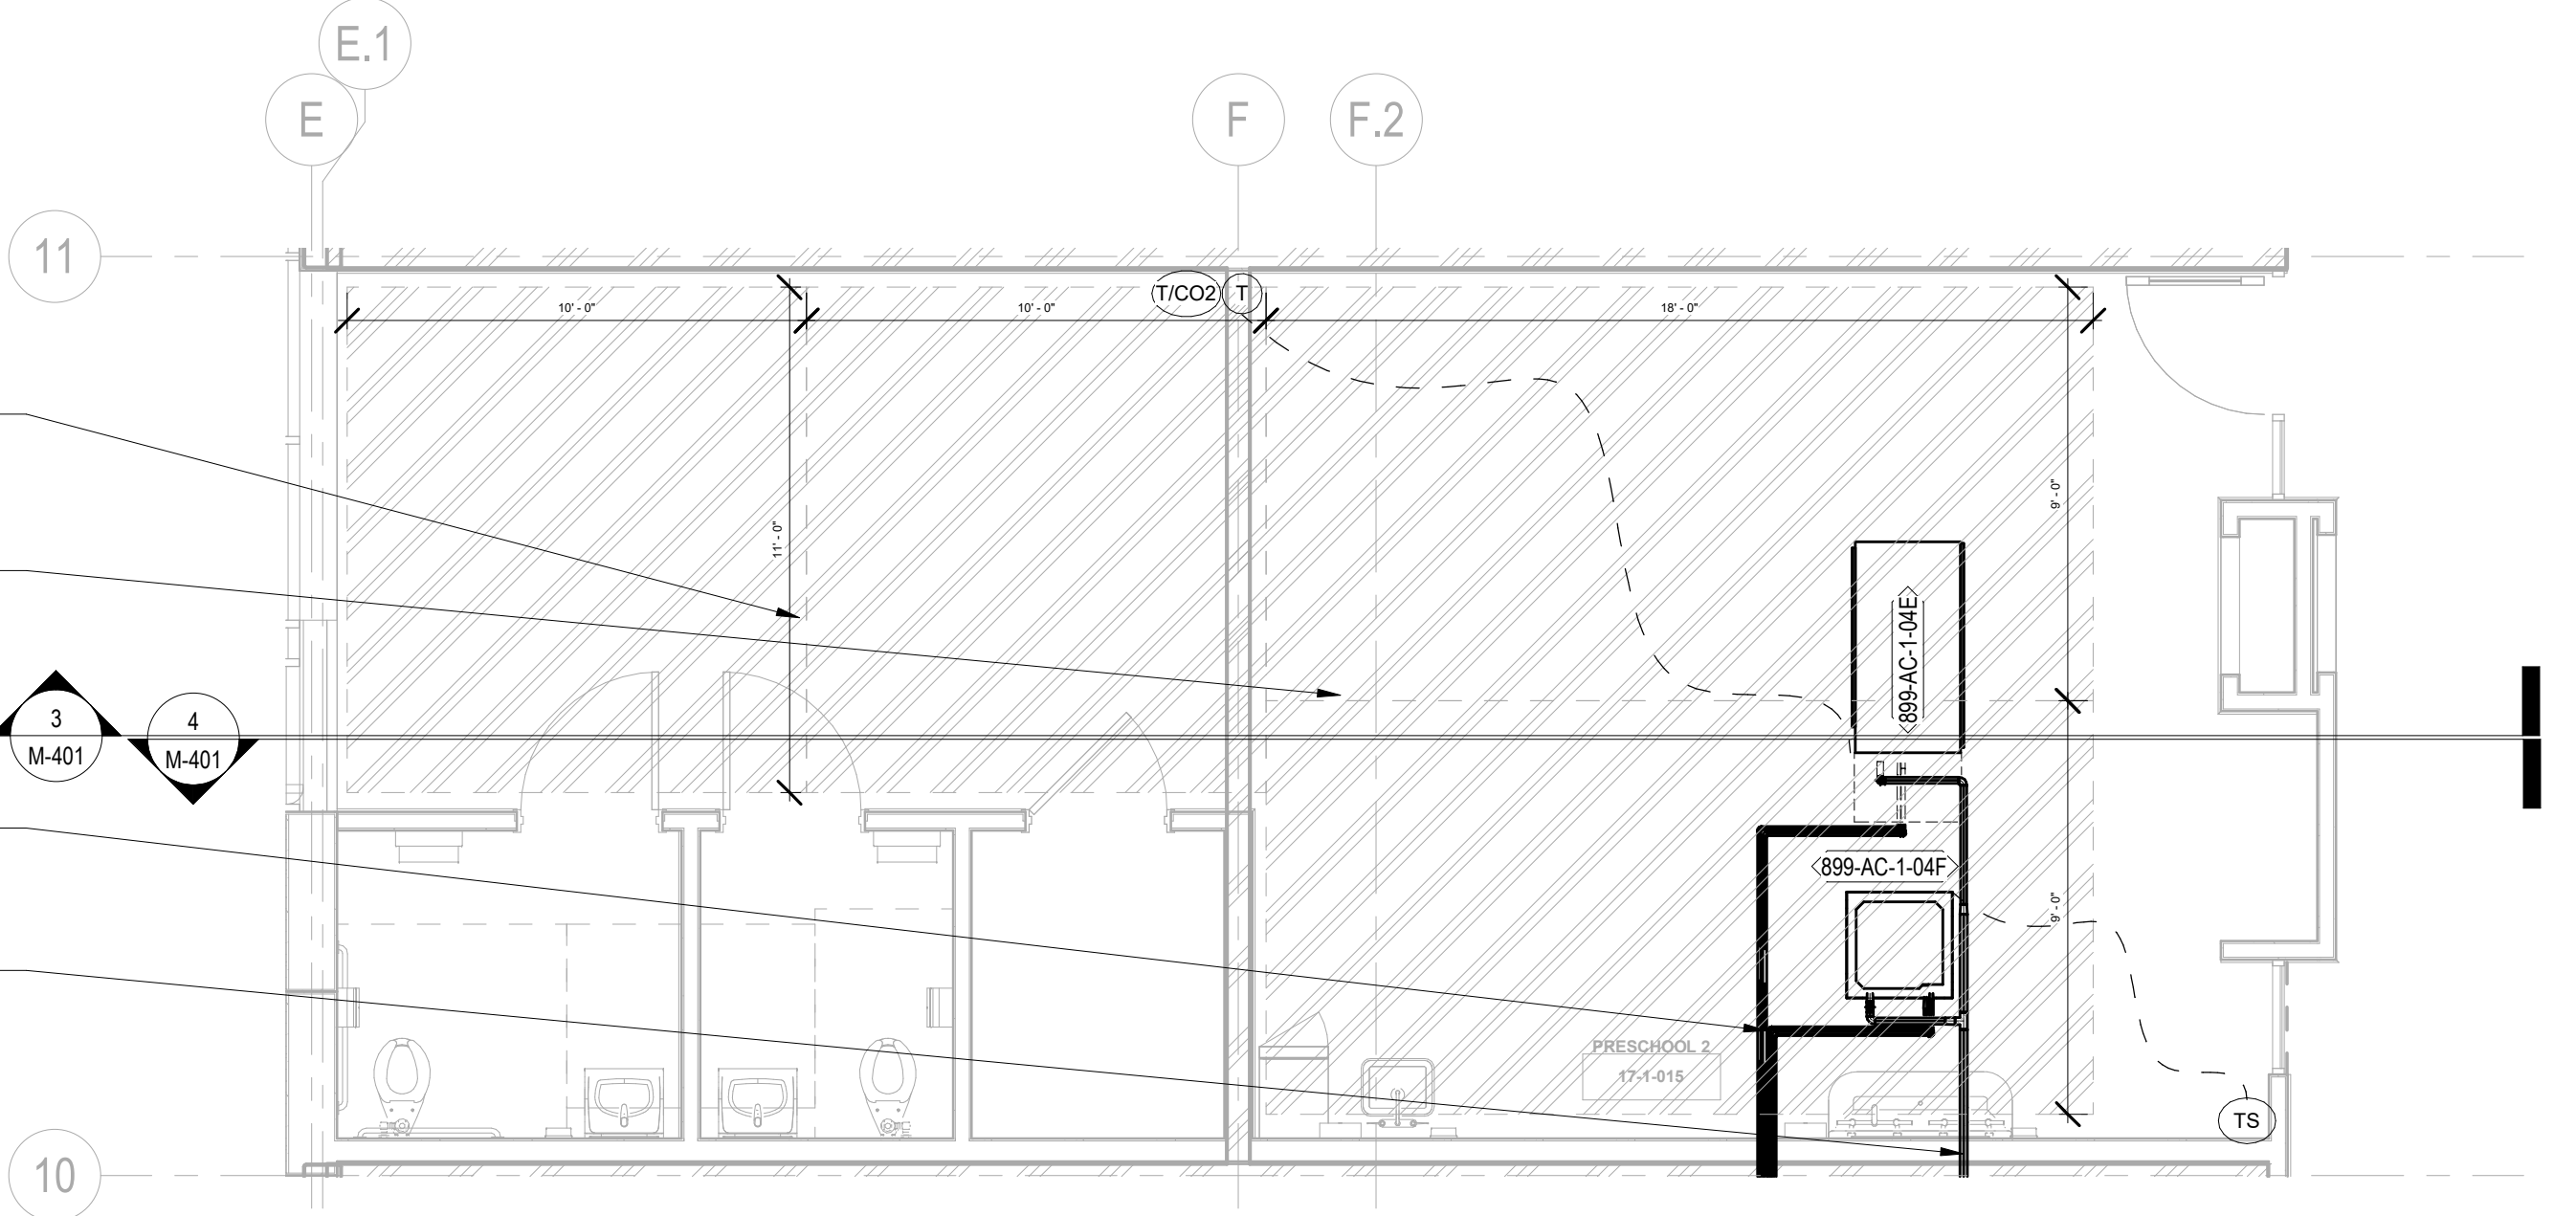 E.1
E
F
F.2
11
T/CO2
T
10' - 0"
10' - 0"
18' - 0"
9' - 0"
11' - 0"
899-AC-1-04E
3
M-401
4
M-401
899-AC-1-04F
9' - 0"
PRESCHOOL 2
17-1-015
TS
10